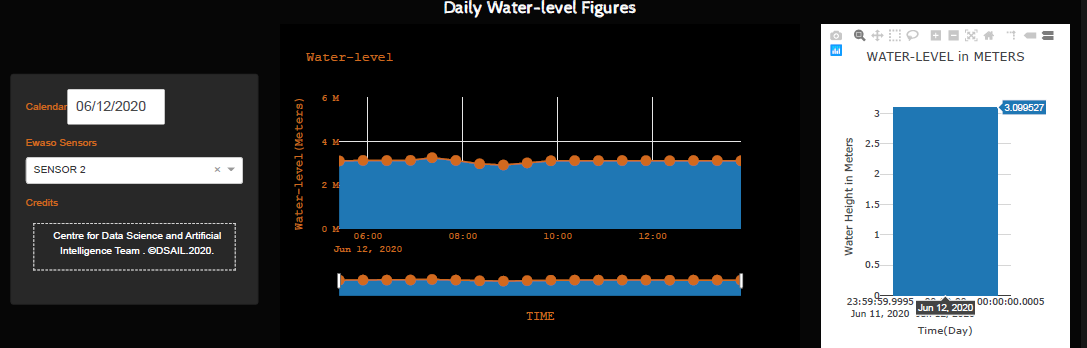 Daily Water-level Figures
Calendar 06/12/2020
Ewaso Sensors
SENSOR 2
Credits
Centre for Data Science and Artificial
Intelligence Team . ©DSAIL.2020.
Water-level
Water-level(Meters)
6 M
4 M
2 M
0 M
06:00 08:00 10:00 12:00
Jun 12, 2020
TIME
WATER-LEVEL in METERS
3.099527
Water Height in Meters
3
2.5
2
1.5
1
0.5
0
23:59:59.9995 00:00:00.0005
Jun 11, 2020
Jun 12, 2020
Time(Day)